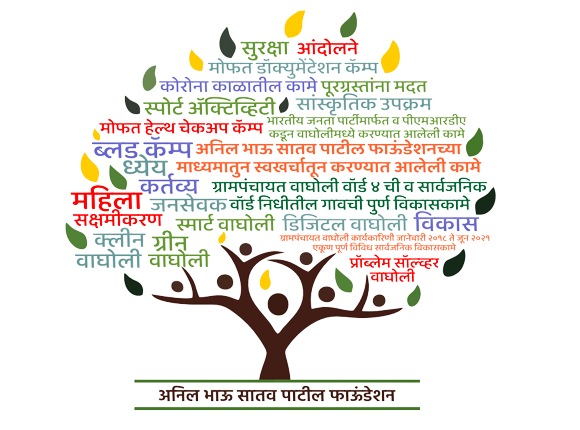 सुरक्षा आंदोलने
मोफत डॉक्युमेंटेशन कॅम्प
कोरोना काळातील कामे पूरग्रस्तांना मदत
स्पोर्ट अ‍ॅक्टिव्हिटी सांस्कृतिक उपक्रम
मोफत हेल्थ चेकअप कॅम्प भारतीय जनता पार्टीमार्फत व पीएमआरडीए
कडून वाघोलीमध्ये करण्यात आलेली कामे
ब्लड कॅम्प अनिल भाऊ सातव पाटील फाऊंडेशनच्या
ध्येय माध्यमातुन स्वखर्चातून करण्यात आलेली कामे
कर्तव्य ग्रामपंचायत वाघोली वॉर्ड ४ ची व सार्वजनिक
महिला जनसेवक वॉर्ड निधीतील गावची पुर्ण विकासकामे
सक्षमीकरण स्मार्ट वाघोली डिजिटल वाघोली विकास
क्लीन ग्रीन ग्रामपंचायत वाघोली कार्यकारिणी जानेवारी २०१८ ते जून २०२१
एकूण पूर्ण विविध सार्वजनिक विकासकामे
वाघोली वाघोली प्रॉब्लेम सॉल्व्हर
वाघोली
अनिल भाऊ सातव पाटील फाऊंडेशन